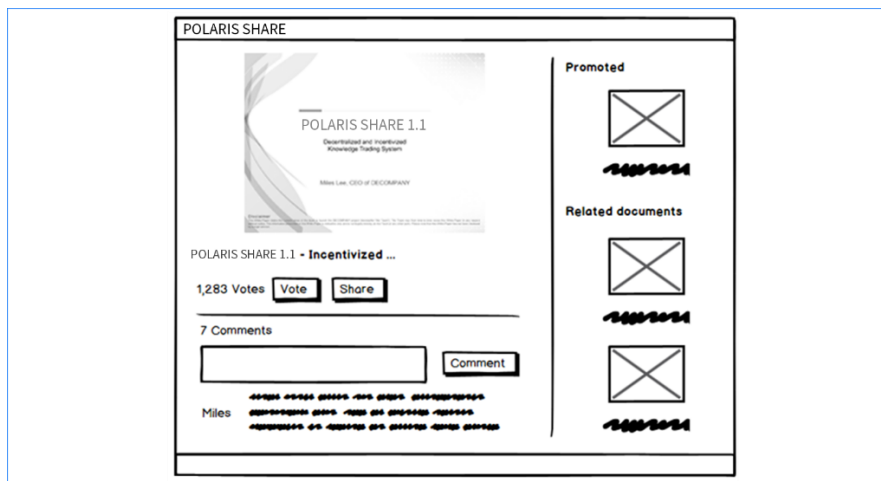 POLARIS SHARE
POLARIS SHARE 1.1
Decentralized and Incentivized
Knowledge Trading System
Miles Lee, CEO of DECOMPANY
POLARIS SHARE 1.1 - Incentivized ...
1,283 Votes Vote Share
7 Comments
Comment
Miles
Promoted
Related documents